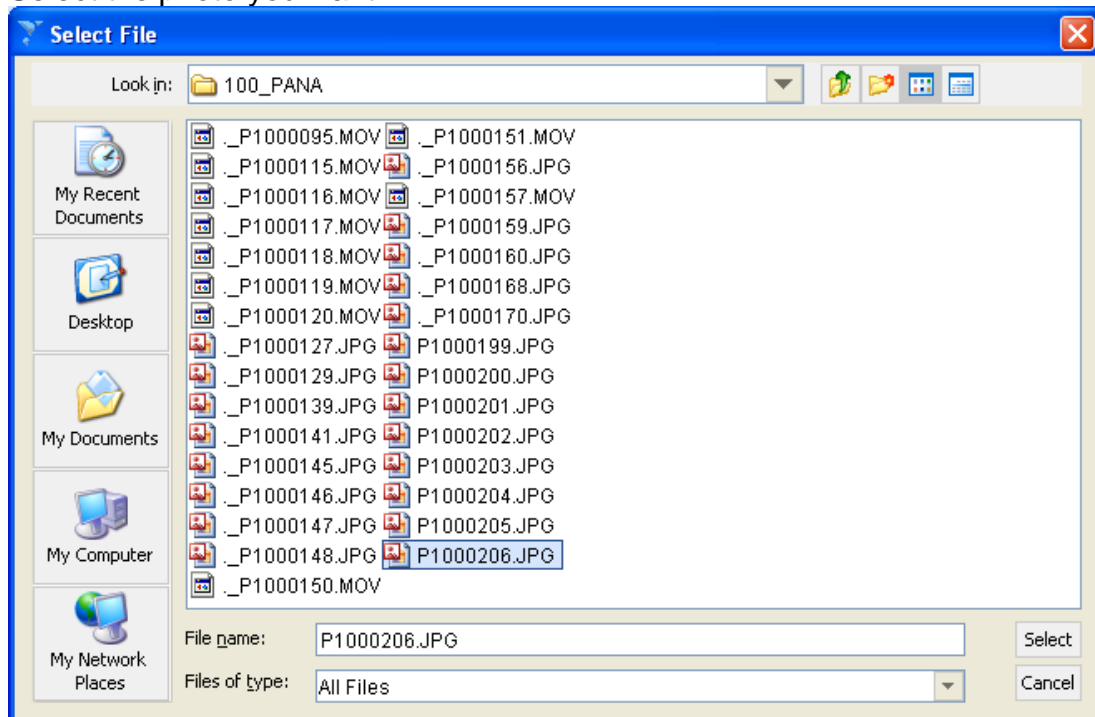 Select File
Look in:
100_PANA
My Recent
Documents
Desktop
My Documents
My Computer
My Network
Places
._P1000095.MOV
._P1000115.MOV
._P1000116.MOV
._P1000117.MOV
._P1000118.MOV
._P1000119.MOV
._P1000120.MOV
._P1000127.JPG
._P1000129.JPG
._P1000139.JPG
._P1000141.JPG
._P1000145.JPG
._P1000146.JPG
._P1000147.JPG
._P1000148.JPG
._P1000150.MOV
._P1000151.MOV
._P1000156.JPG
._P1000157.MOV
._P1000159.JPG
._P1000160.JPG
._P1000168.JPG
._P1000170.JPG
P1000199.JPG
P1000200.JPG
P1000201.JPG
P1000202.JPG
P1000203.JPG
P1000204.JPG
P1000205.JPG
P1000206.JPG
File name:
P1000206.JPG
Select
Files of type:
All Files
Cancel